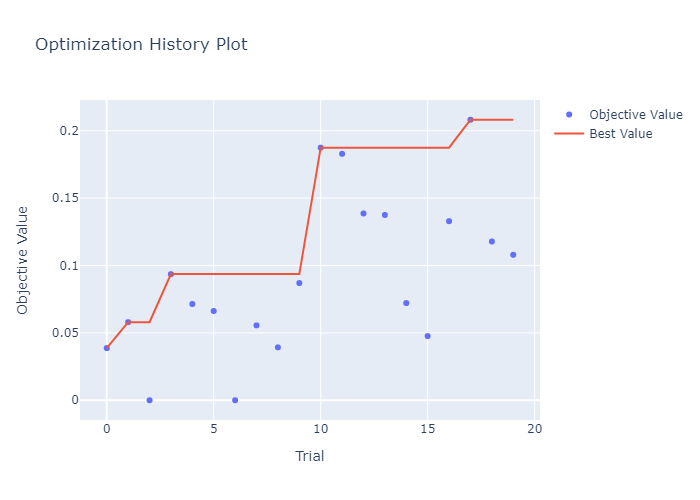 Optimization History Plot
Objective Value
Best Value
0.2
0.15
0.1
0.05
0
Objective Value
0
5
10
15
20
Trial